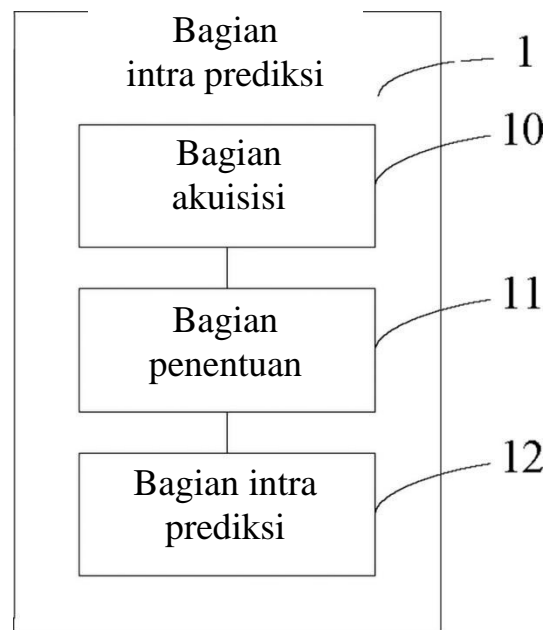 Bagian
intra prediksi
1
Bagian
akuisisi
10
Bagian
penentuan
11
Bagian intra
prediksi
12